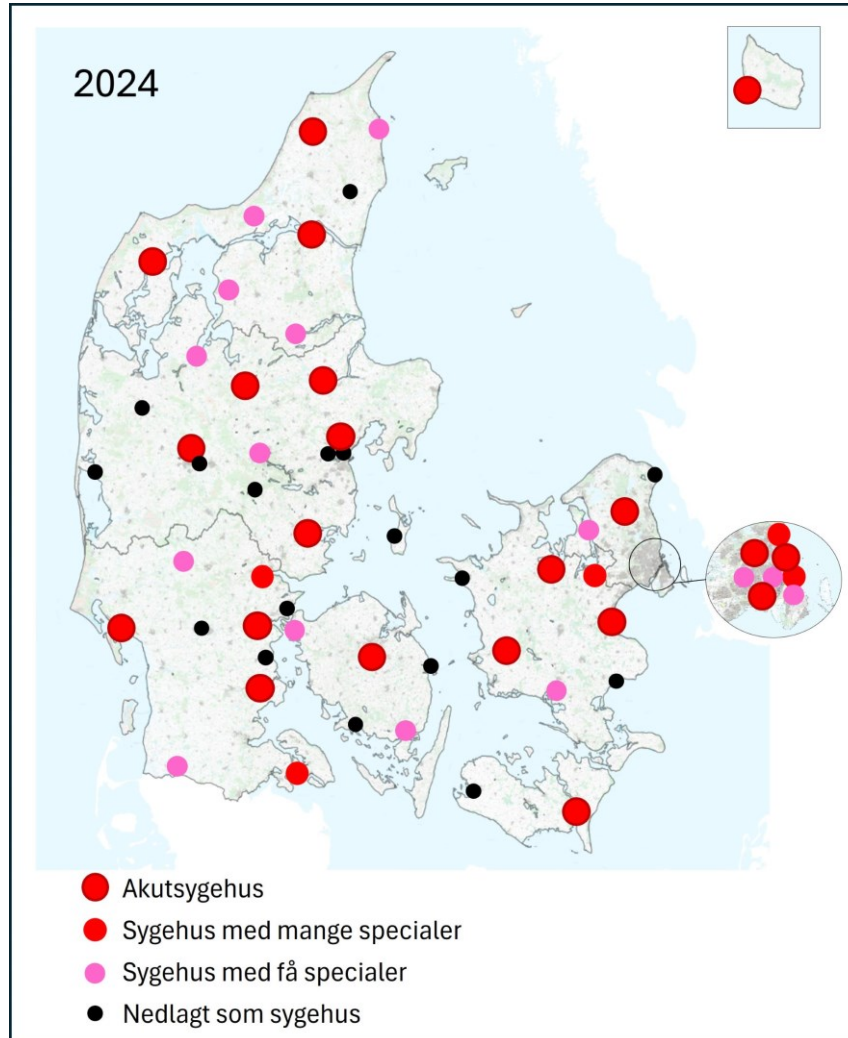 2024
Akutsygehus
Sygehus med mange specialer
Sygehus med få specialer
Nedlagt som sygehus